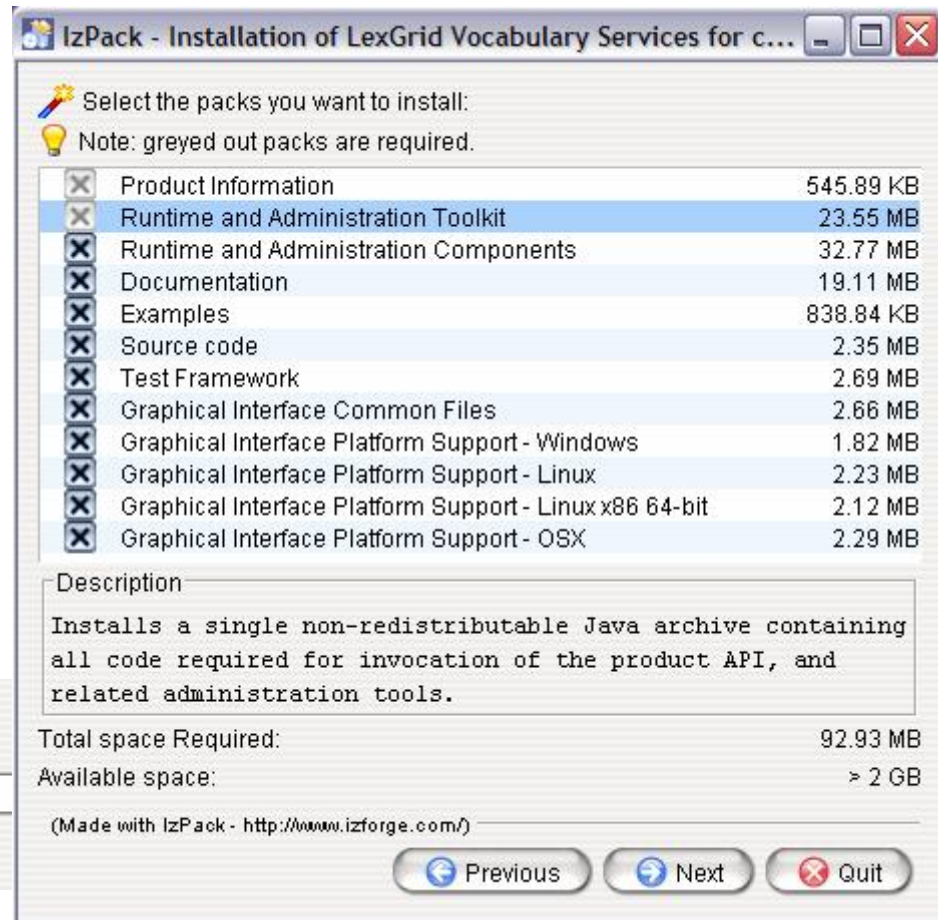 IzPack - Installation of LexGrid Vocabulary Services for c...
Select the packs you want to install:
Note: greyed out packs are required.
Product Information 545.89 KB
Runtime and Administration Toolkit 23.55 MB
Runtime and Administration Components 32.77 MB
Documentation 19.11 MB
Examples 838.84 KB
Source code 2.35 MB
Test Framework 2.69 MB
Graphical Interface Common Files 2.66 MB
Graphical Interface Platform Support - Windows 1.82 MB
Graphical Interface Platform Support - Linux 2.23 MB
Graphical Interface Platform Support - Linux x86 64-bit 2.12 MB
Graphical Interface Platform Support - OSX 2.29 MB
Description
Installs a single non-redistributable Java archive containing
all code required for invocation of the product API, and
related administration tools.
Total space Required: 92.93 MB
Available space: > 2 GB
(Made with IzPack - http://www.izforge.com/)
Previous Next Quit